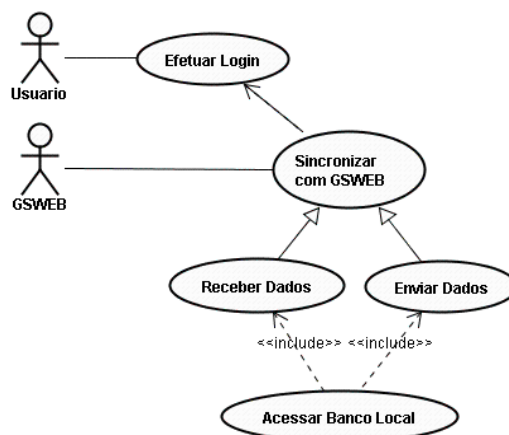 Efetuar Login
Usuario
Sincronizar
com GSWEB
GSWEB
Receber Dados
Enviar Dados
<<include>> <<include>>
Acessar Banco Local